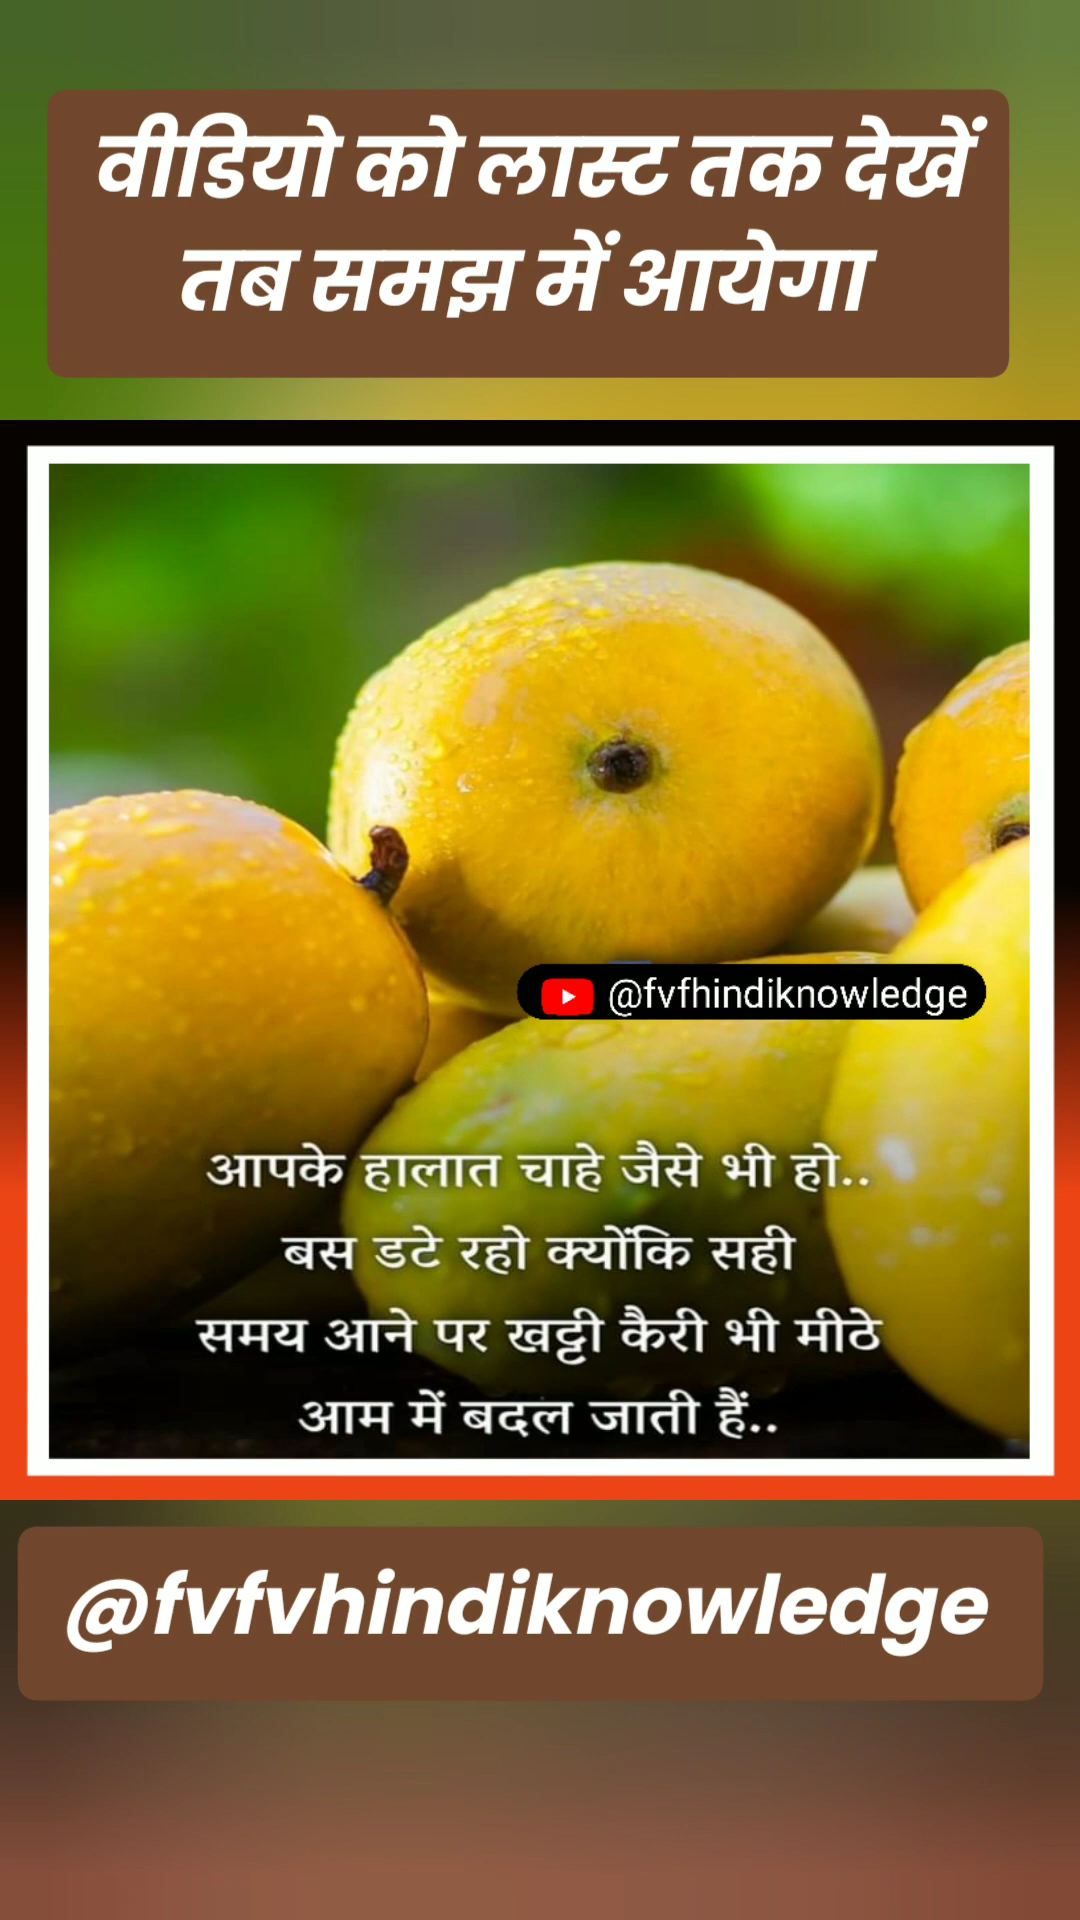 वीडियो को लास्ट तक देखें
तब समझ में आयेगा
@fvfhindiknowledge
आपके हालात चाहे जैसे भी हो..
बस डटे रहो क्योंकि सही
समय आने पर खट्टी कैरी भी मीठे
आम में बदल जाती हैं..
@fvfvhindiknowledge